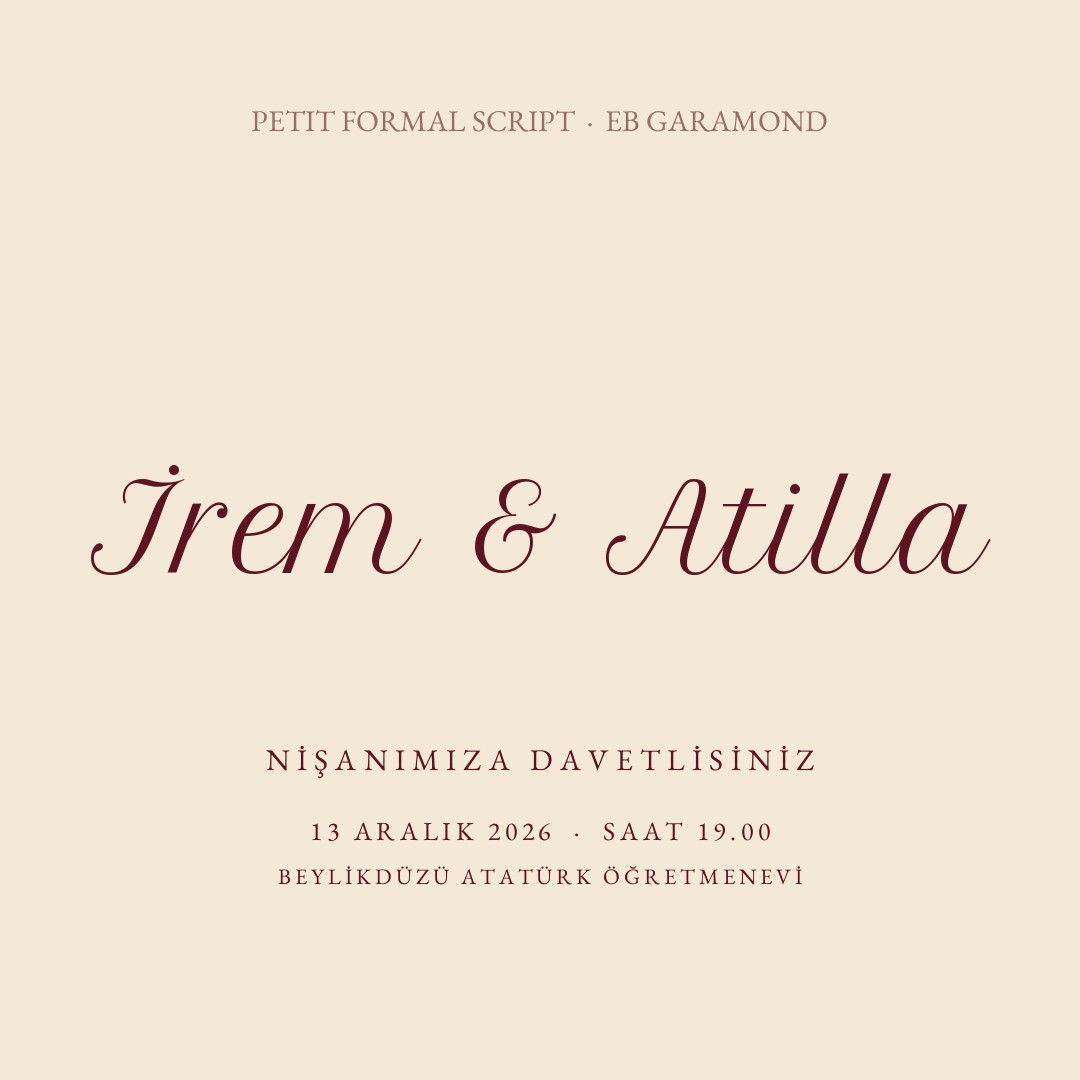 PETIT FORMAL SCRIPT · EB GARAMOND
İrem & Atilla
NİŞANIMIZA DAVETLİSİNİZ
13 ARALIK 2026 · SAAT 19.00
BEYLİKDÜZÜ ATATÜRK ÖĞRETMENEVİ